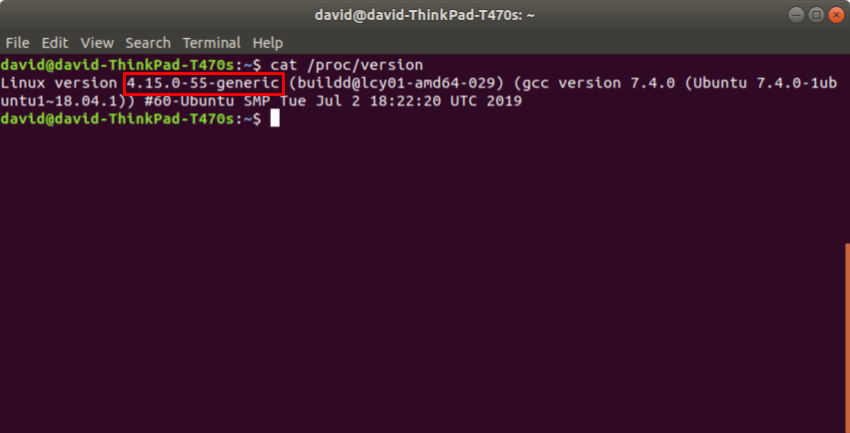 david@david-ThinkPad-T470s: ~
File Edit View Search Terminal Help
david@david-ThinkPad-T470s:~$ cat /proc/version
Linux version 4.15.0-55-generic (buildd@lcy01-amd64-029) (gcc version 7.4.0 (Ubuntu 7.4.0-1ub
untu1~18.04.1)) #60-Ubuntu SMP Tue Jul 2 18:22:20 UTC 2019
david@david-ThinkPad-T470s:~$